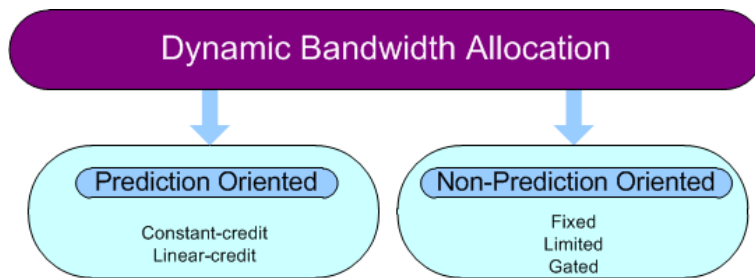 Dynamic Bandwidth Allocation
Prediction Oriented
Constant-credit
Linear-credit
Non-Prediction Oriented
Fixed
Limited
Gated